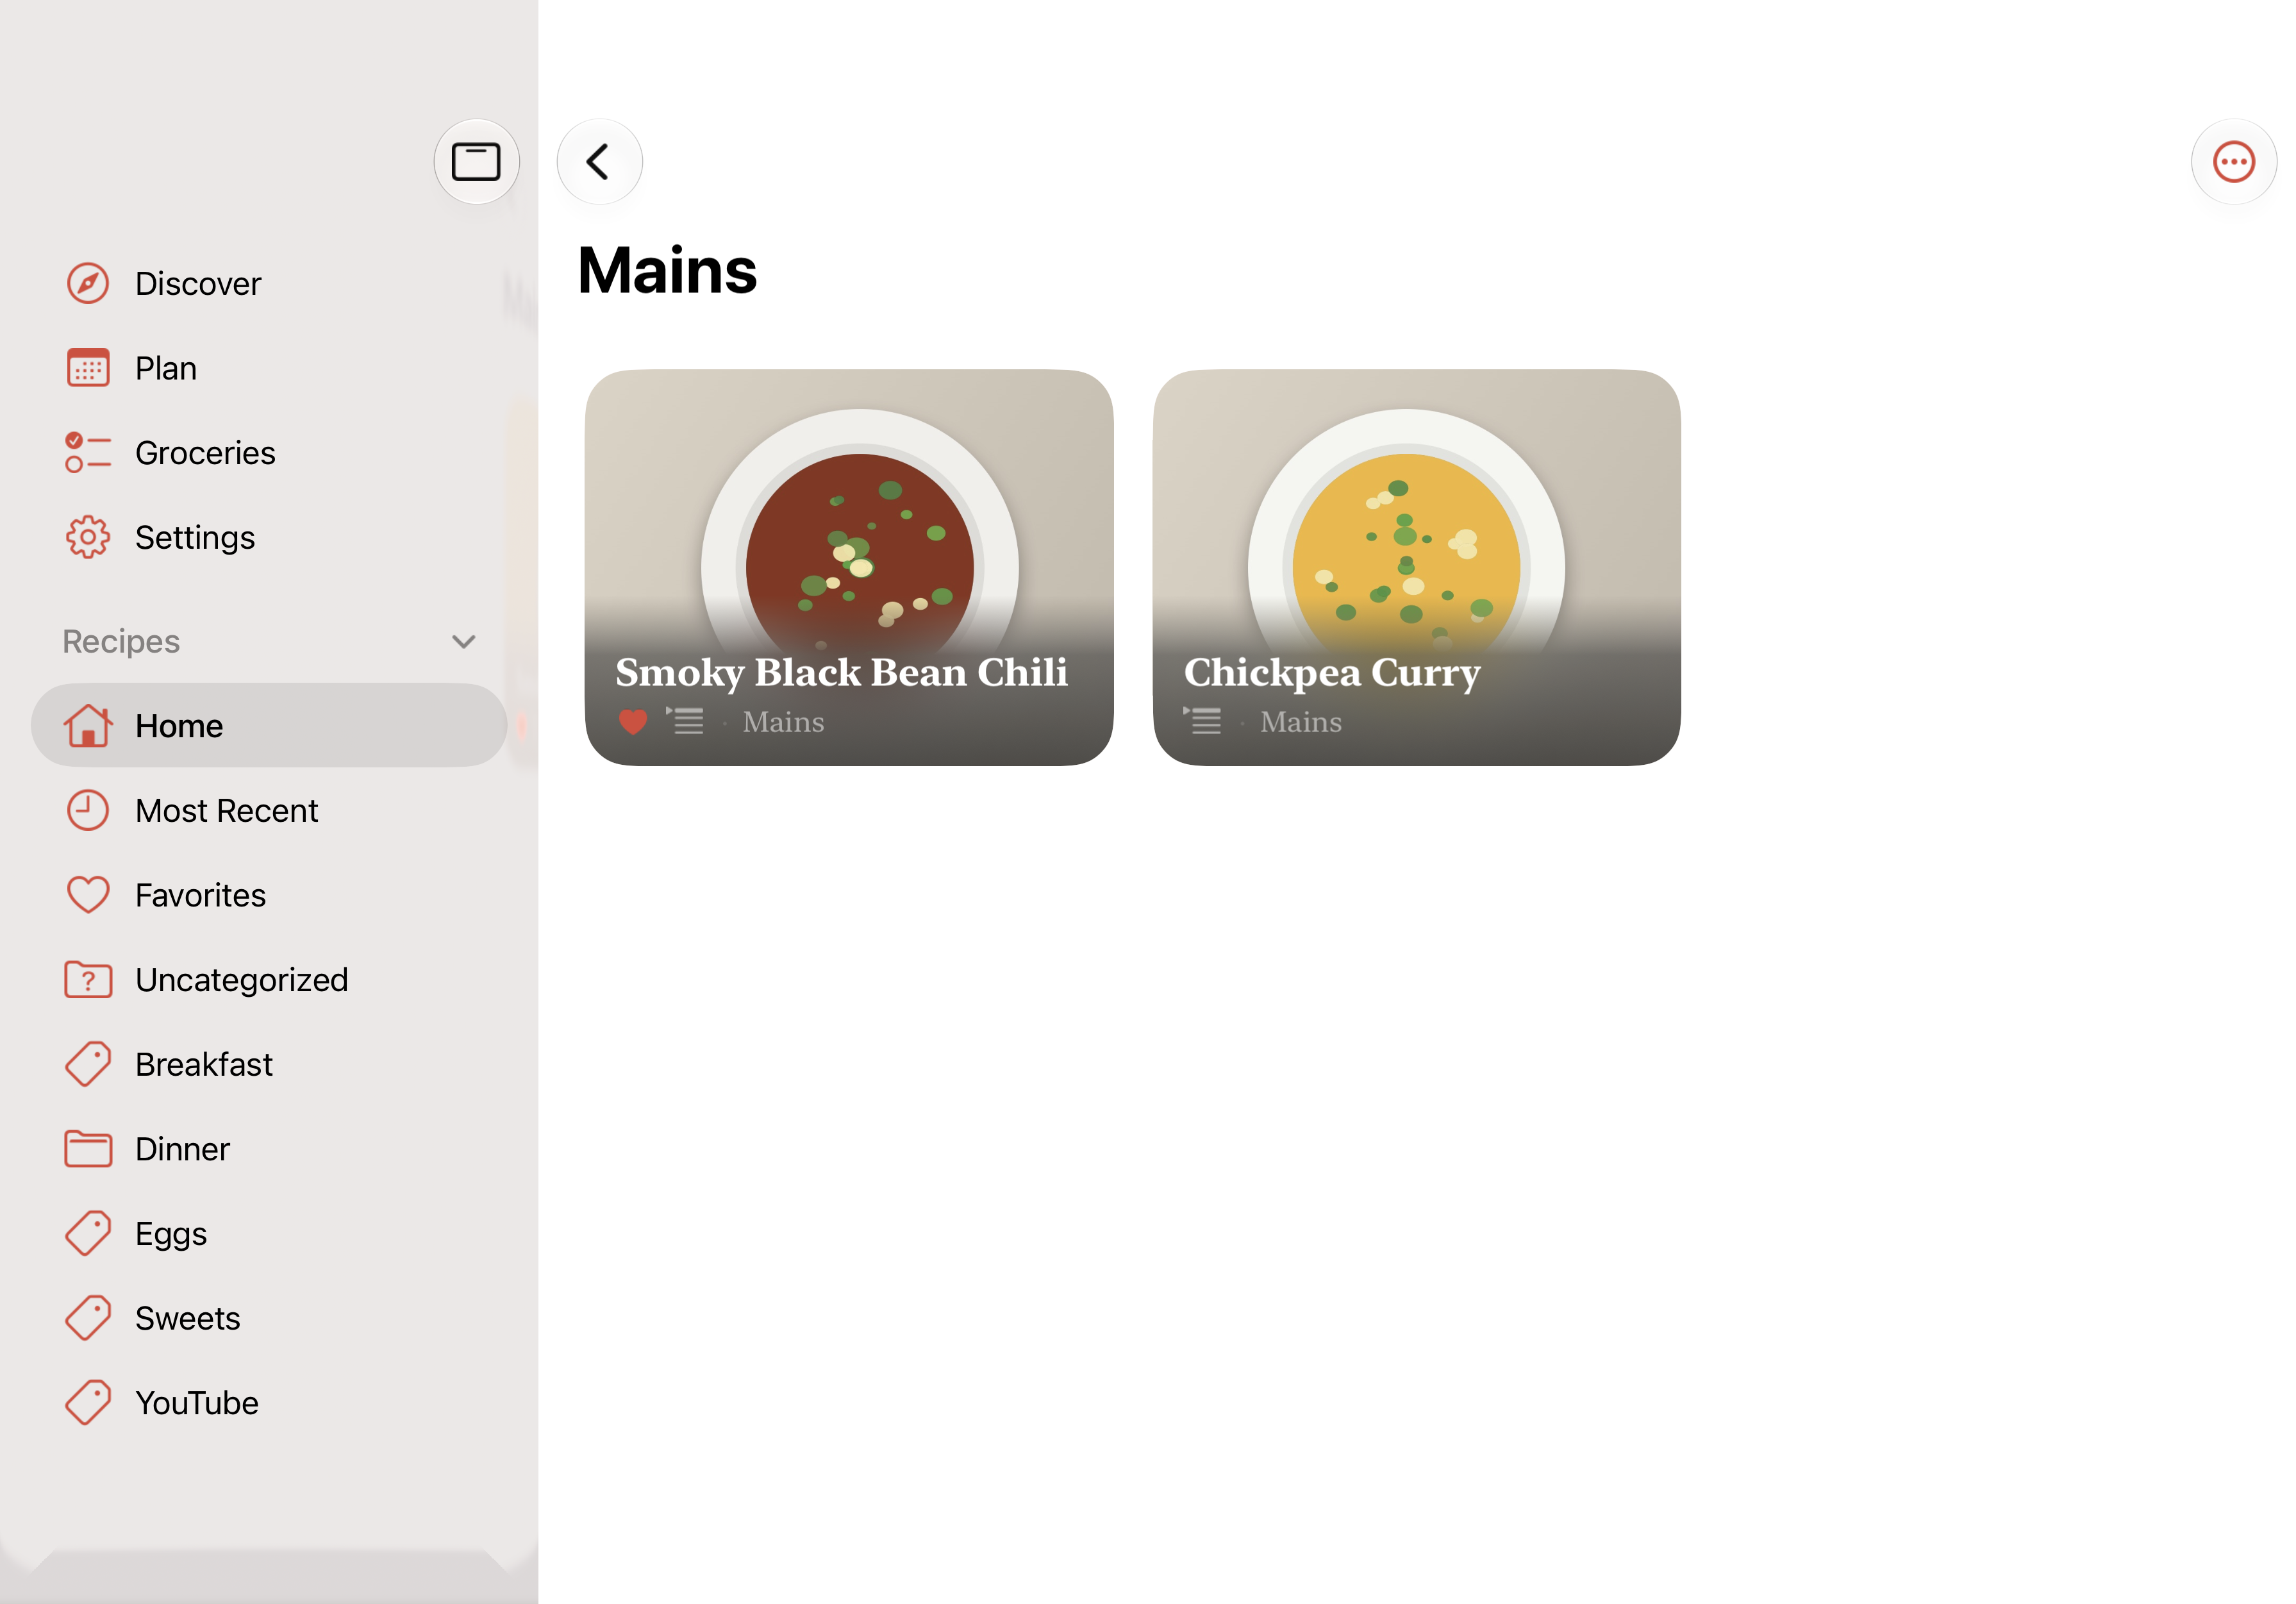 Discover
Plan
Groceries
Settings
Recipes
Home
Most Recent
Favorites
Uncategorized
Breakfast
Dinner
Eggs
Sweets
YouTube
Mains
Smoky Black Bean Chili
· Mains
Chickpea Curry
· Mains